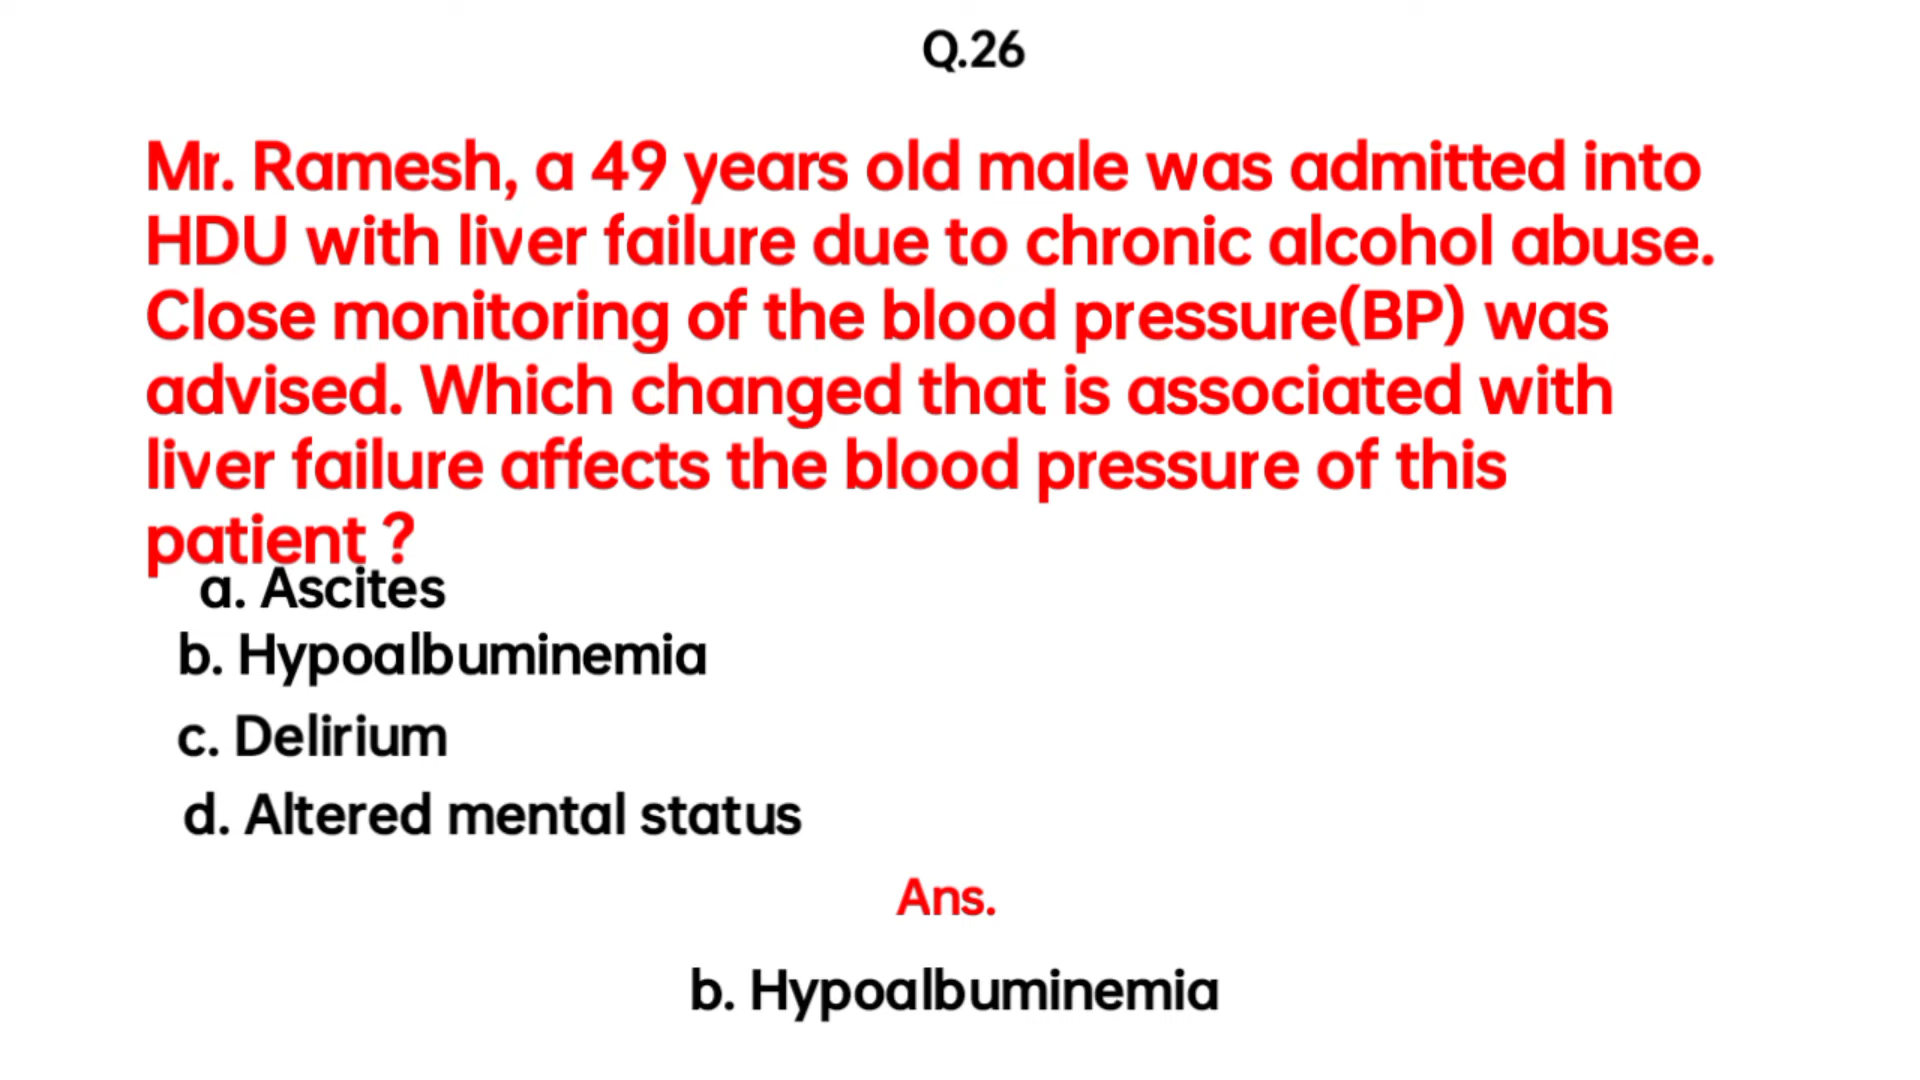 Q.26
Mr. Ramesh, a 49 years old male was admitted into
HDU with liver failure due to chronic alcohol abuse.
Close monitoring of the blood pressure(BP) was
advised. Which changed that is associated with
liver failure affects the blood pressure of this
patient ?
a. Ascites
b. Hypoalbuminemia
c. Delirium
d. Altered mental status
Ans.
b. Hypoalbuminemia